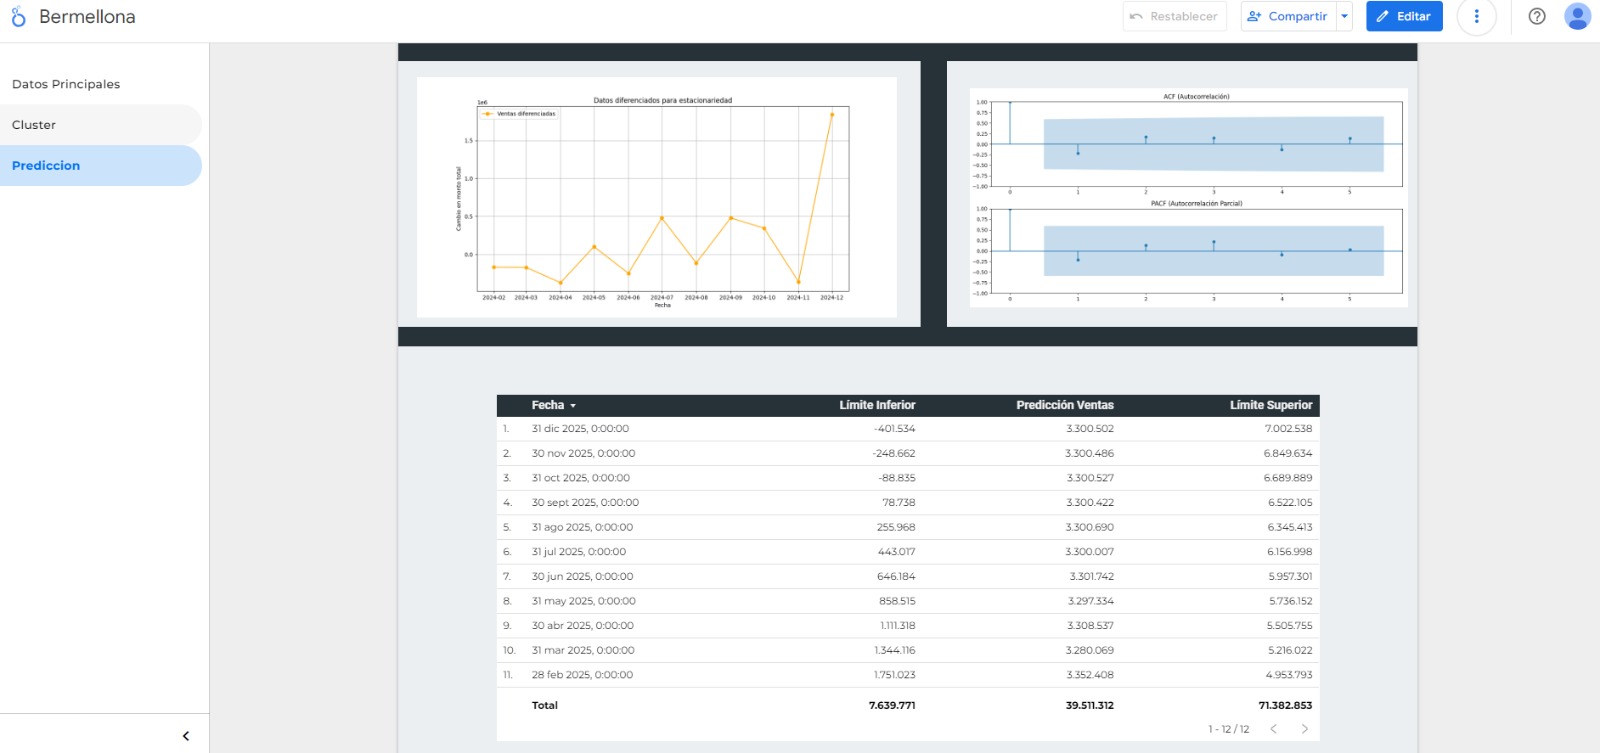 Bermellona
Restablecer
Compartir
Editar
Datos Principales
Cluster
Prediccion
Datos diferenciados para estacionariedad
1e6
Ventas diferenciadas
1.5
1.0
0.5
0.0
Cambio en monto total
2024-02 2024-03 2024-04 2024-05 2024-06 2024-07 2024-08 2024-09 2024-10 2024-11 2024-12
Fecha
ACF (Autocorrelación)
1.00
0.75
0.50
0.25
0.00
−0.25
−0.50
−0.75
−1.00
0 1 2 3 4 5
PACF (Autocorrelación Parcial)
1.00
0.75
0.50
0.25
0.00
−0.25
−0.50
−0.75
−1.00
0 1 2 3 4 5
Fecha Límite Inferior Predicción Ventas Límite Superior
1. 31 dic 2025, 0:00:00 -401.534 3.300.502 7.002.538
2. 30 nov 2025, 0:00:00 -248.662 3.300.486 6.849.634
3. 31 oct 2025, 0:00:00 -88.835 3.300.527 6.689.889
4. 30 sept 2025, 0:00:00 78.738 3.300.422 6.522.105
5. 31 ago 2025, 0:00:00 255.968 3.300.690 6.345.413
6. 31 jul 2025, 0:00:00 443.017 3.300.007 6.156.998
7. 30 jun 2025, 0:00:00 646.184 3.301.742 5.957.301
8. 31 may 2025, 0:00:00 858.515 3.297.334 5.736.152
9. 30 abr 2025, 0:00:00 1.111.318 3.308.537 5.505.755
10. 31 mar 2025, 0:00:00 1.344.116 3.280.069 5.216.022
11. 28 feb 2025, 0:00:00 1.751.023 3.352.408 4.953.793
Total 7.639.771 39.511.312 71.382.853
1 - 12 / 12